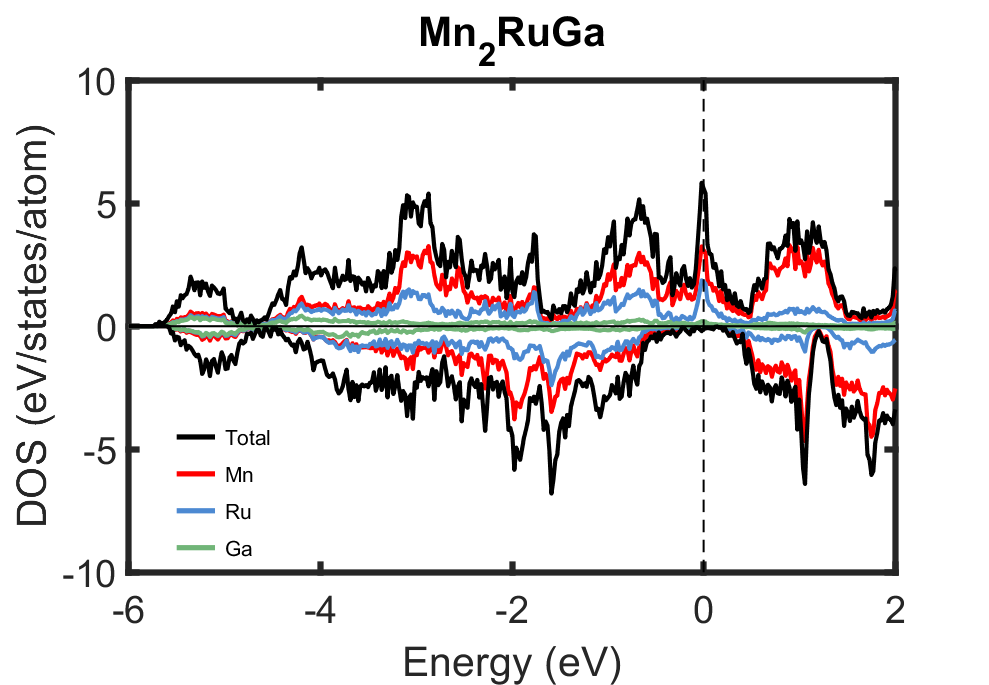 Mn₂RuGa
DOS (eV/states/atom)
10
5
0
-5
-10
Total
Mn
Ru
Ga
-6 -4 -2 0 2
Energy (eV)